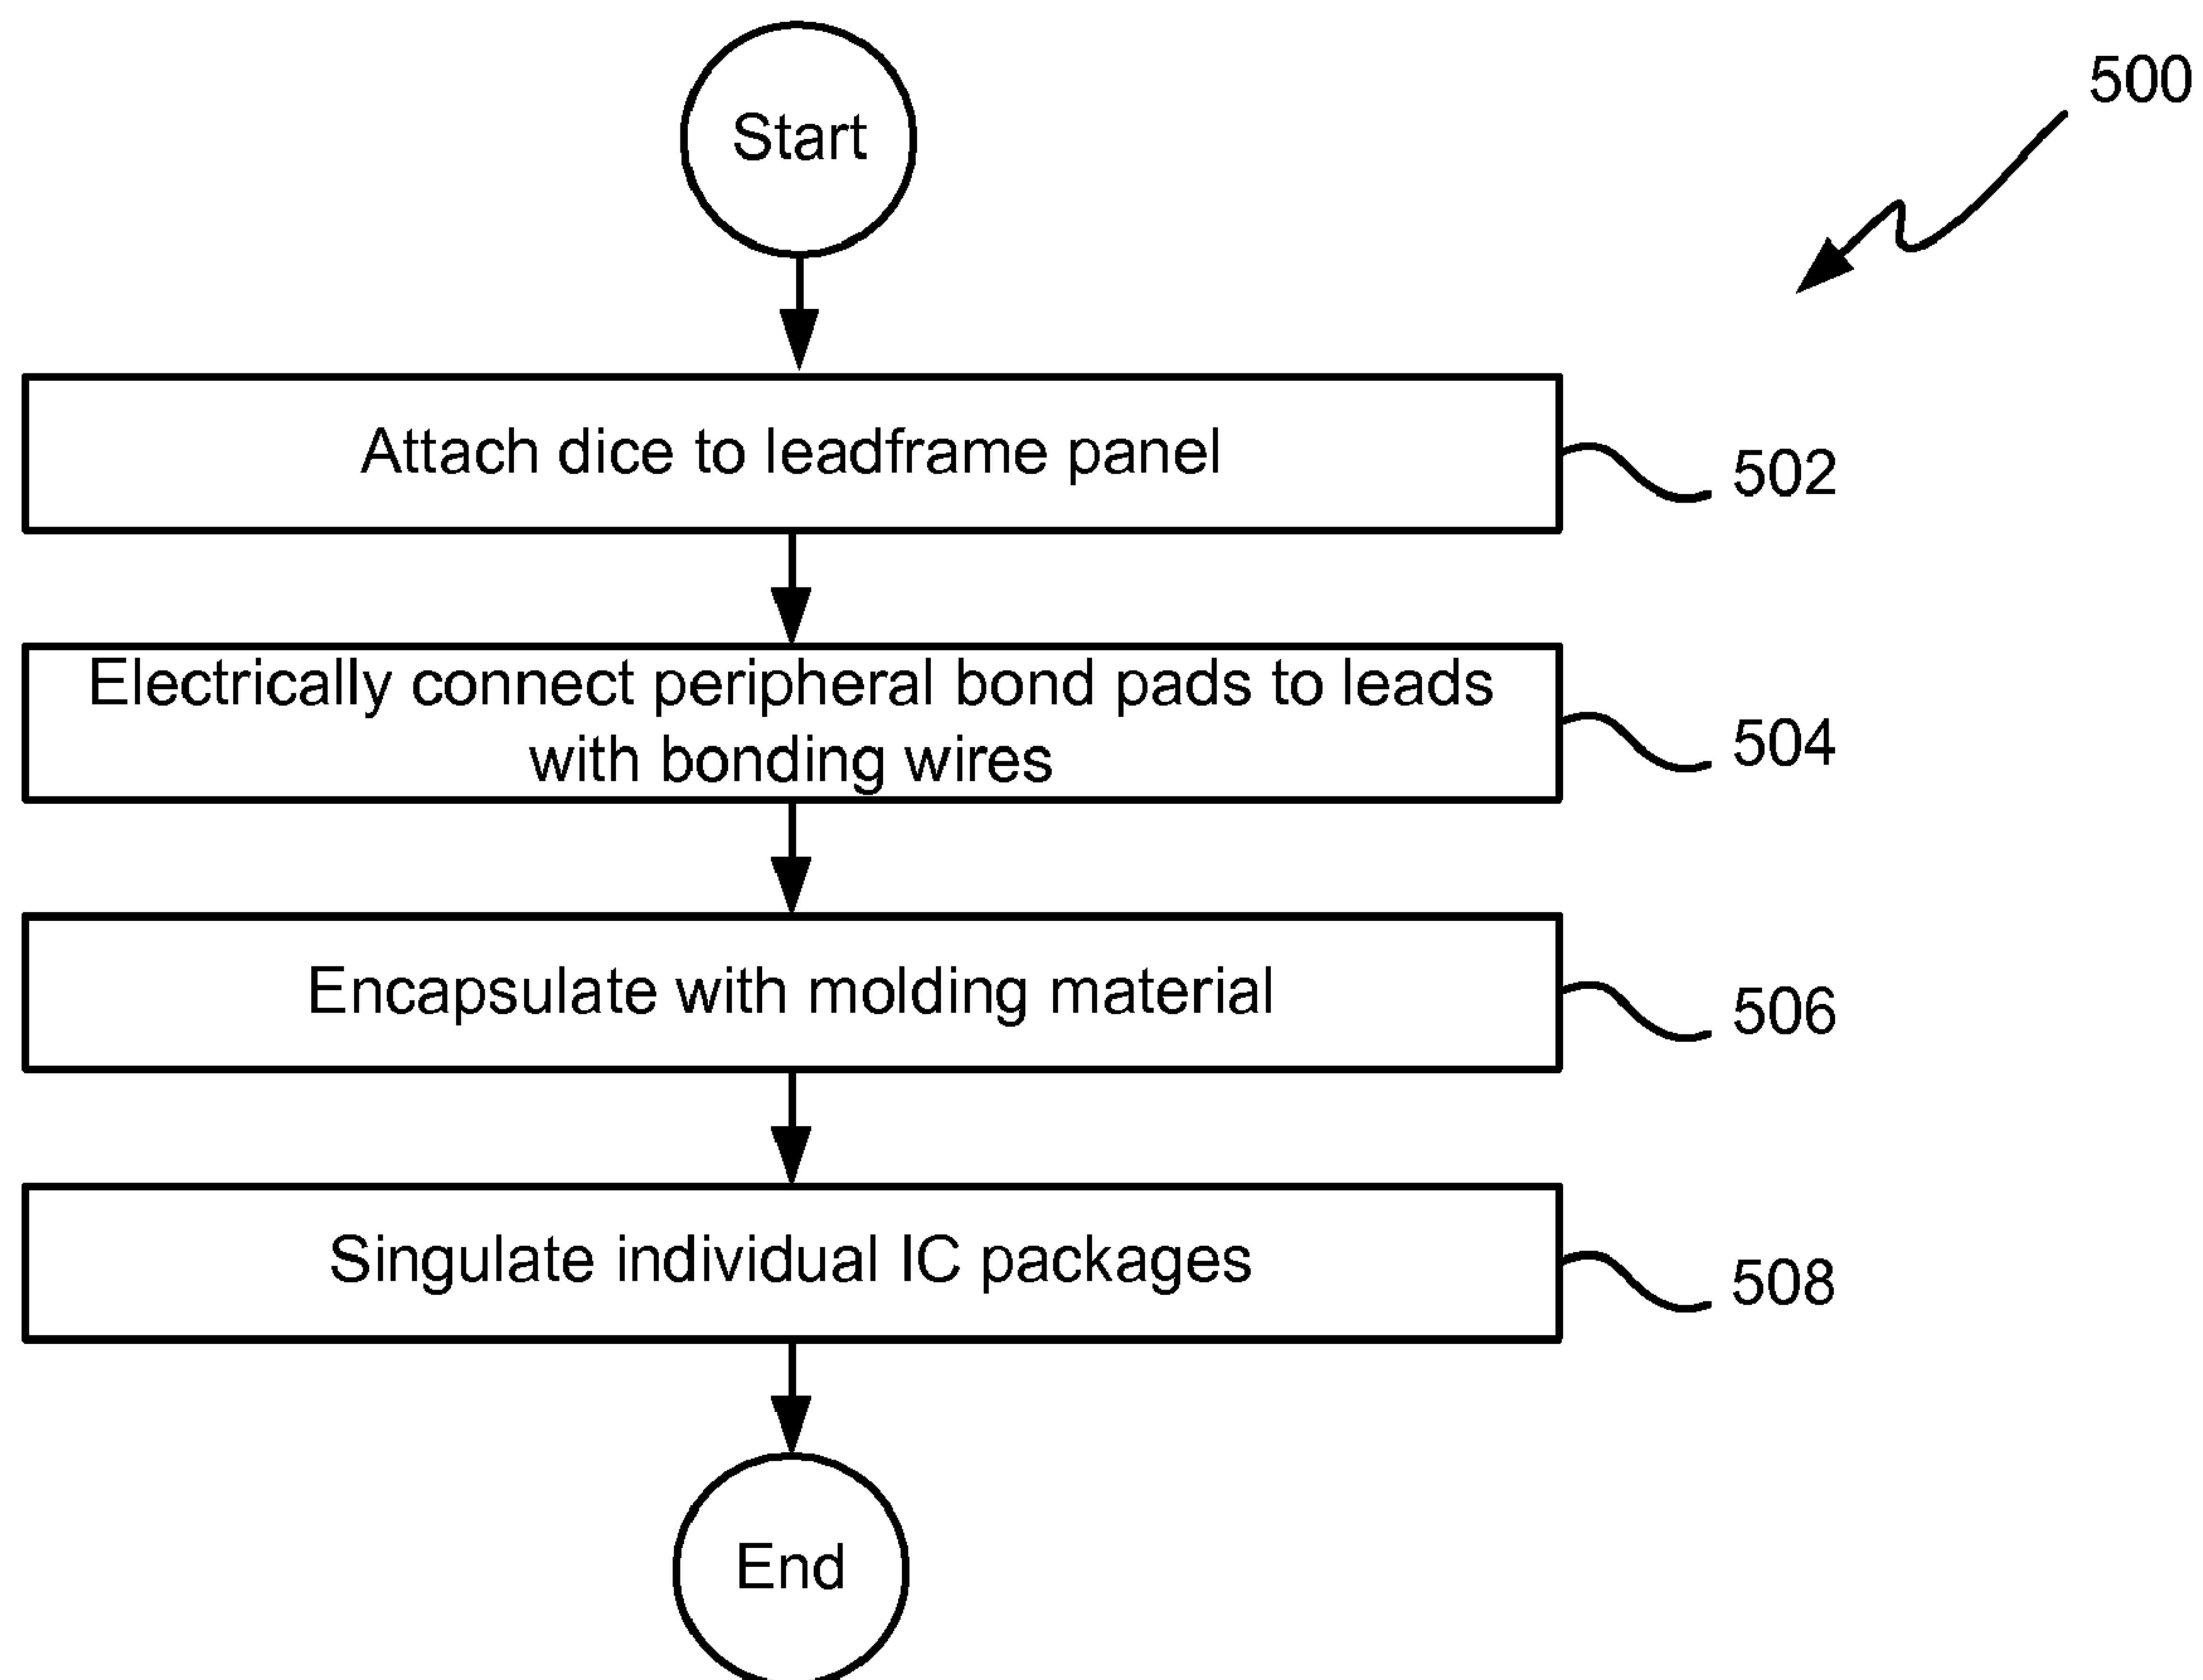 Start
500
Attach dice to leadframe panel
502
Electrically connect peripheral bond pads to leads
with bonding wires
504
Encapsulate with molding material
506
Singulate individual IC packages
508
End